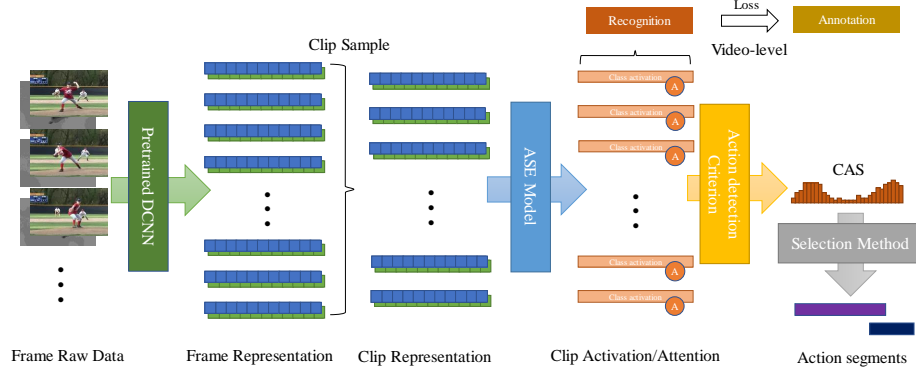 Recognition
Loss
Annotation
Video-level
Clip Sample
Pretrained DCNN
ASE Model
Class activation
A
Class activation
A
Class activation
A
Class activation
A
Class activation
A
Action detection
Criterion
CAS
Selection Method
Frame Raw Data
Frame Representation
Clip Representation
Clip Activation/Attention
Action segments